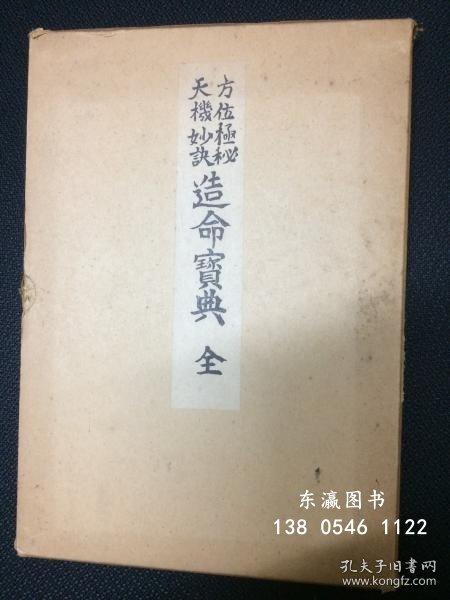 方位極秘
天機妙訣
造命寶典 全
东瀛图书
138 0546 1122
孔夫子旧书网
www.kongfz.com